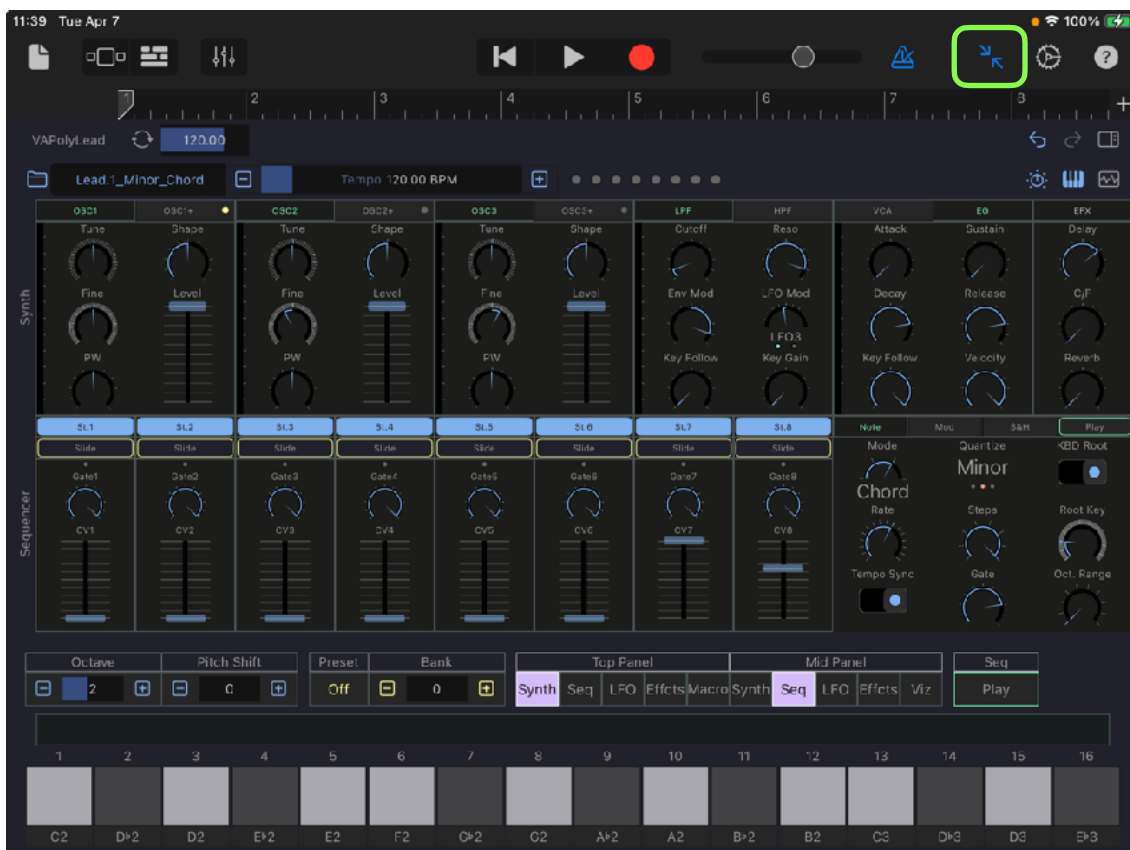 11:39 Tue Apr 7 100%
?
1 2 3 4 5 6 7 8 +
VAPolyLead 120.00
Lead.1_Minor_Chord Tempo 120.00 BPM
OSC1 OSC1+ OSC2 OSC2+ OSC3 OSC3+ LPF HPF VCA EG EFX
Tune Shape Tune Shape Tune Shape Cutoff Reso Attack Sustain Delay
Synth
Fine Level Fine Level Fine Level Env Mod LFO Mod Decay Release C/F
LFO3
PW PW PW Key Follow Key Gain Key Follow Velocity Reverb
St.1 St.2 St.3 St.4 St.5 St.6 St.7 St.8 Note Mod S&H Play
Slide Slide Slide Slide Slide Slide Slide Slide Mode Quantize KBD Root
Sequencer
Gate1 Gate2 Gate3 Gate4 Gate5 Gate6 Gate7 Gate8 Chord Minor
CV1 CV2 CV3 CV4 CV5 CV6 CV7 CV8 Rate Steps Root Key
Tempo Sync Gate Oct. Range
Octave Pitch Shift Preset Bank Top Panel Mid Panel Seq
2 0 Off 0 Synth Seq LFO Effcts Macro Synth Seq LFO Effcts Viz Play
1 2 3 4 5 6 7 8 9 10 11 12 13 14 15 16
C2 D♭2 D2 E♭2 E2 F2 G♭2 G2 A♭2 A2 B♭2 B2 C3 D♭3 D3 E♭3